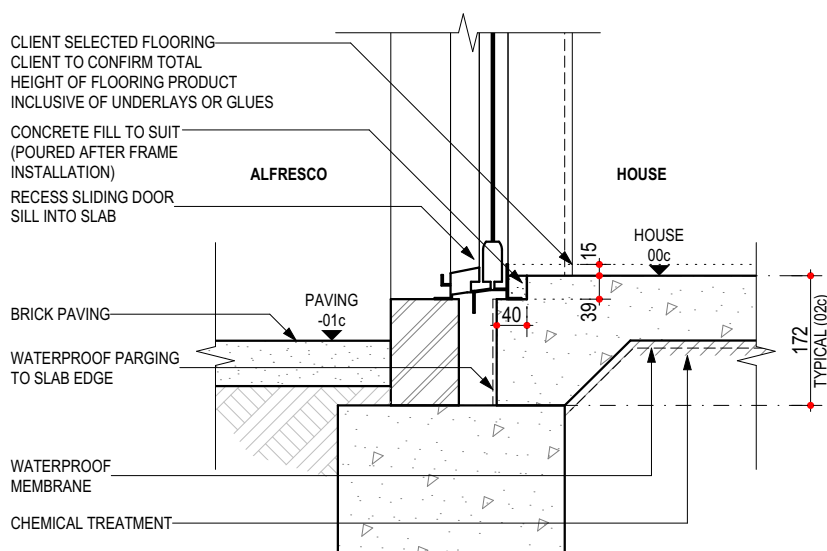 CLIENT SELECTED FLOORING
CLIENT TO CONFIRM TOTAL
HEIGHT OF FLOORING PRODUCT
INCLUSIVE OF UNDERLAYS OR GLUES
CONCRETE FILL TO SUIT
(POURED AFTER FRAME
INSTALLATION)
ALFRESCO
HOUSE
RECESS SLIDING DOOR
SILL INTO SLAB
HOUSE
00c
15
39
40
172
TYPICAL (02c)
PAVING
-01c
BRICK PAVING
WATERPROOF PARGING
TO SLAB EDGE
WATERPROOF
MEMBRANE
CHEMICAL TREATMENT